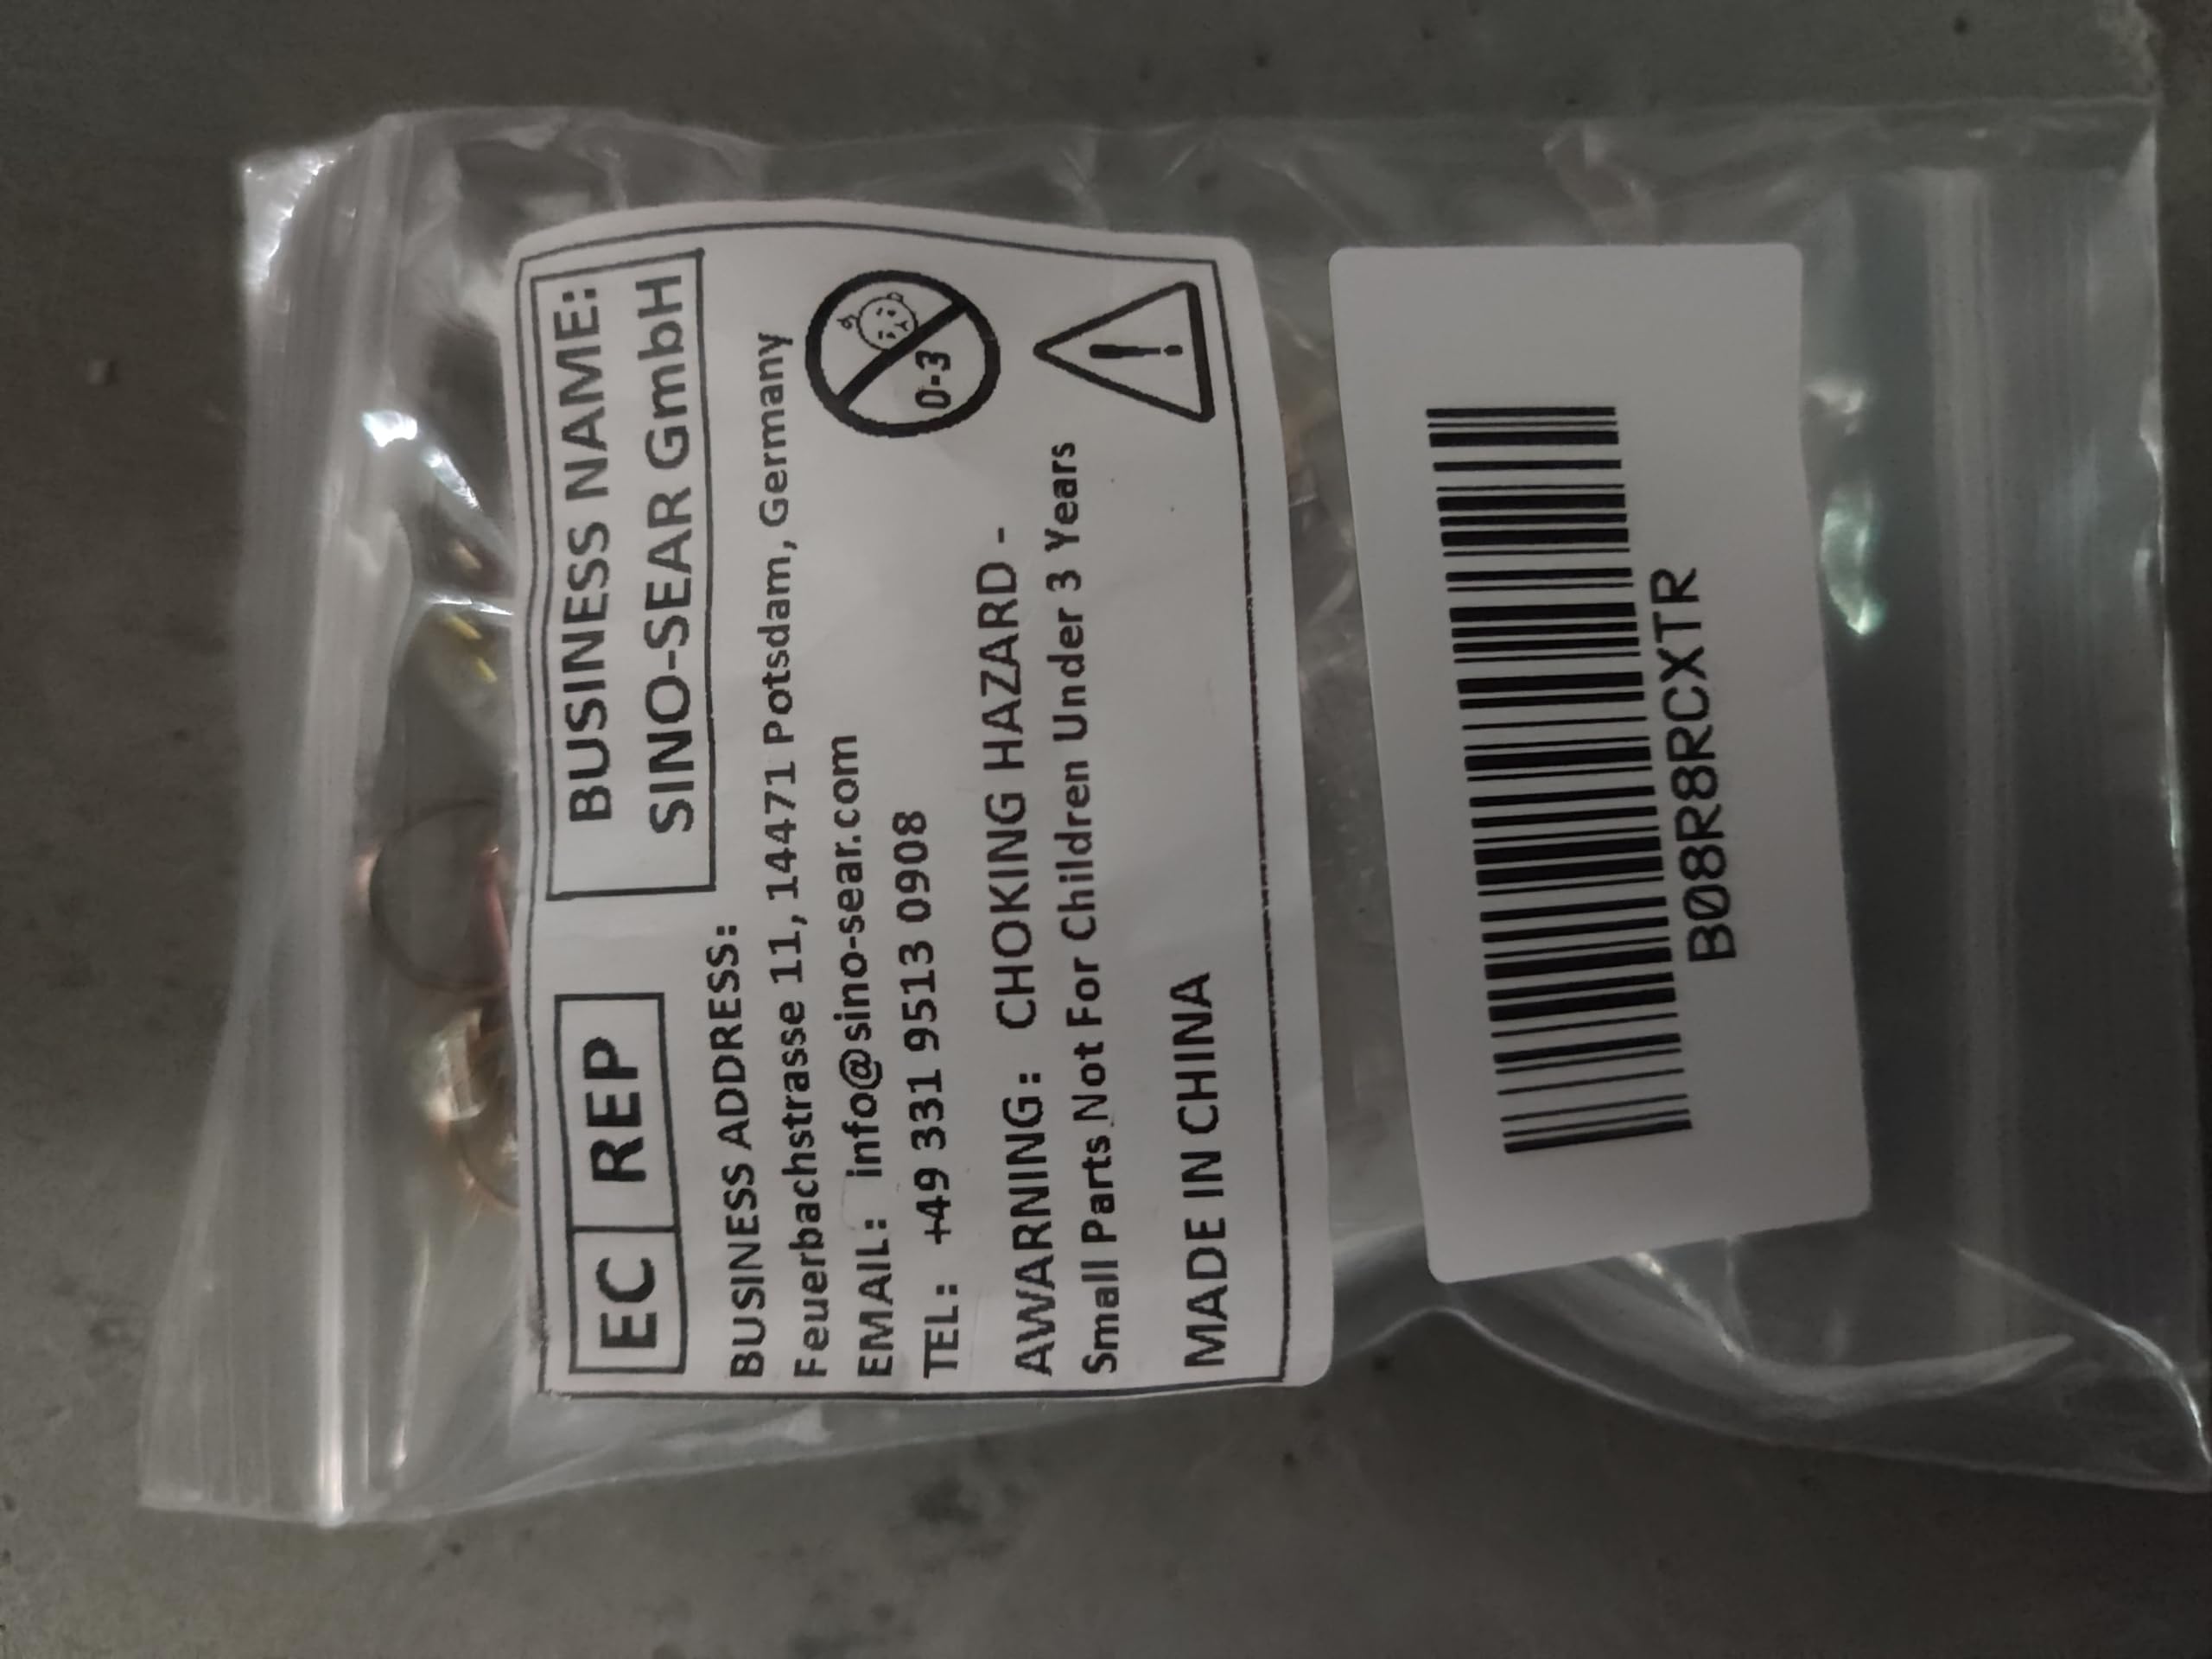 EC REP
BUSINESS NAME:
SINO-SEAR GmbH
BUSINESS ADDRESS:
Feuerbachstrasse 11, 14471 Potsdam, Germany
EMAIL: info@sino-sear.com
TEL: +49 331 9513 0908
0-3
AWARNING: CHOKING HAZARD -
Small Parts Not For Children Under 3 Years
MADE IN CHINA
B08R8RCXTR